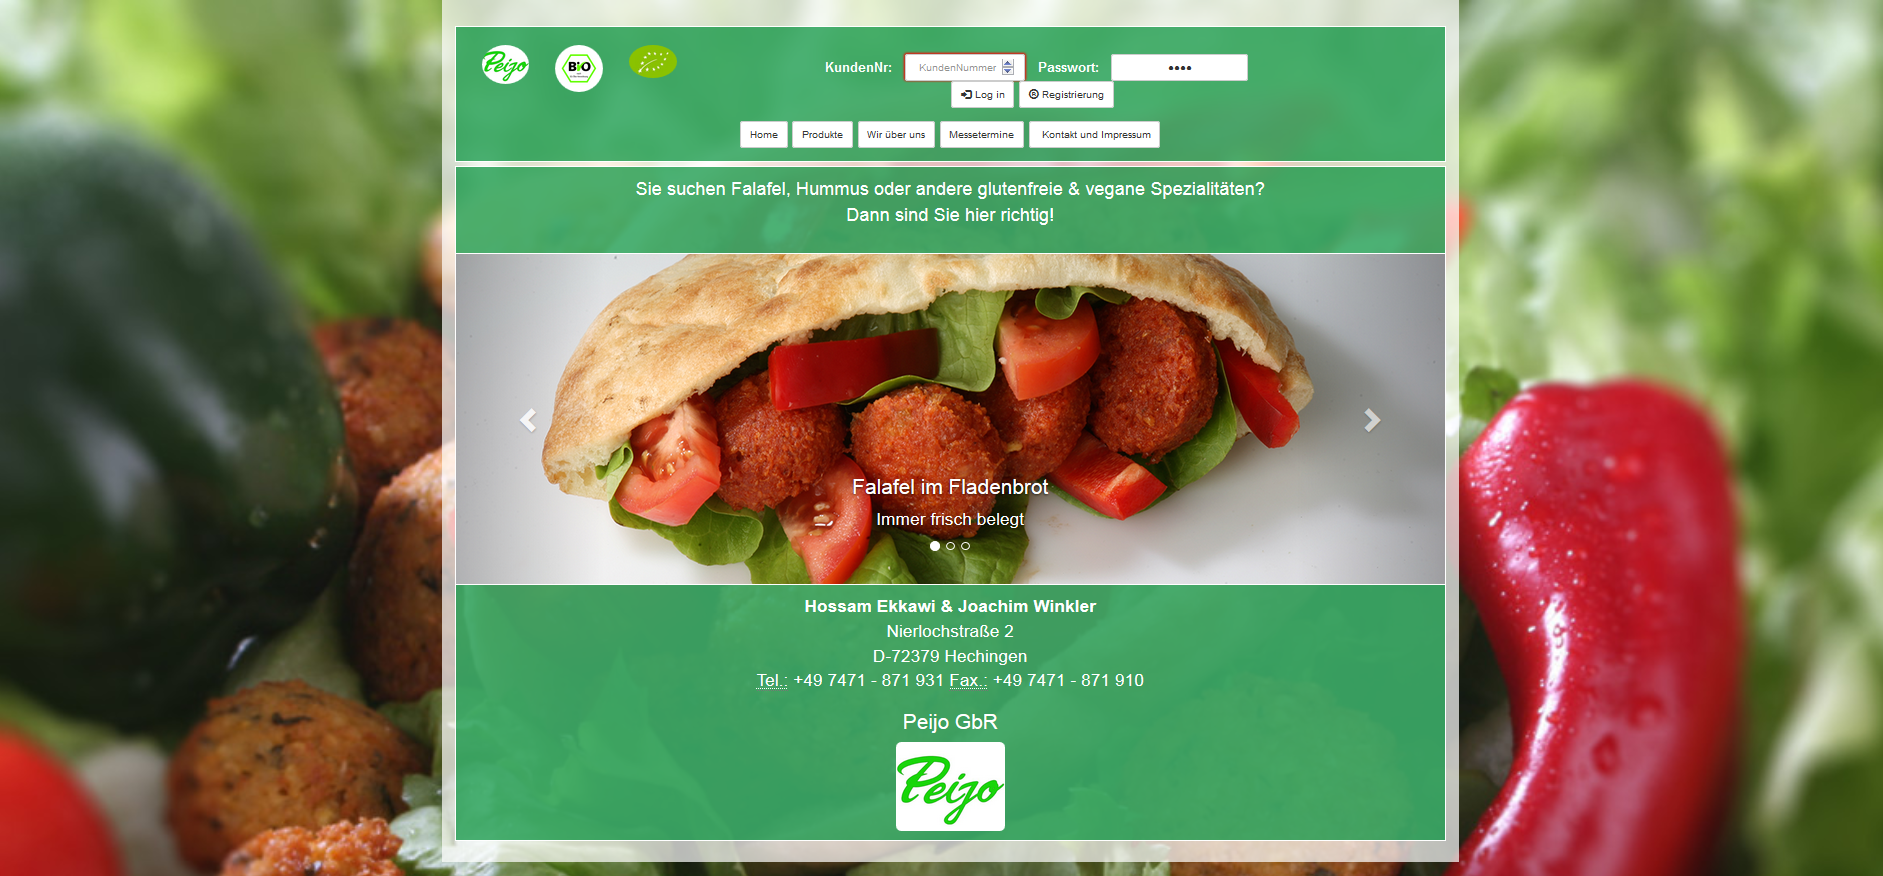 Peijo
BiO
KundenNr: KundenNummer Passwort: ••••
Log in Registrierung
Home Produkte Wir über uns Messetermine Kontakt und Impressum
Sie suchen Falafel, Hummus oder andere glutenfreie & vegane Spezialitäten?
Dann sind Sie hier richtig!
Falafel im Fladenbrot
Immer frisch belegt
Hossam Ekkawi & Joachim Winkler
Nierlochstraße 2
D-72379 Hechingen
Tel.: +49 7471 - 871 931 Fax.: +49 7471 - 871 910
Peijo GbR
Peijo